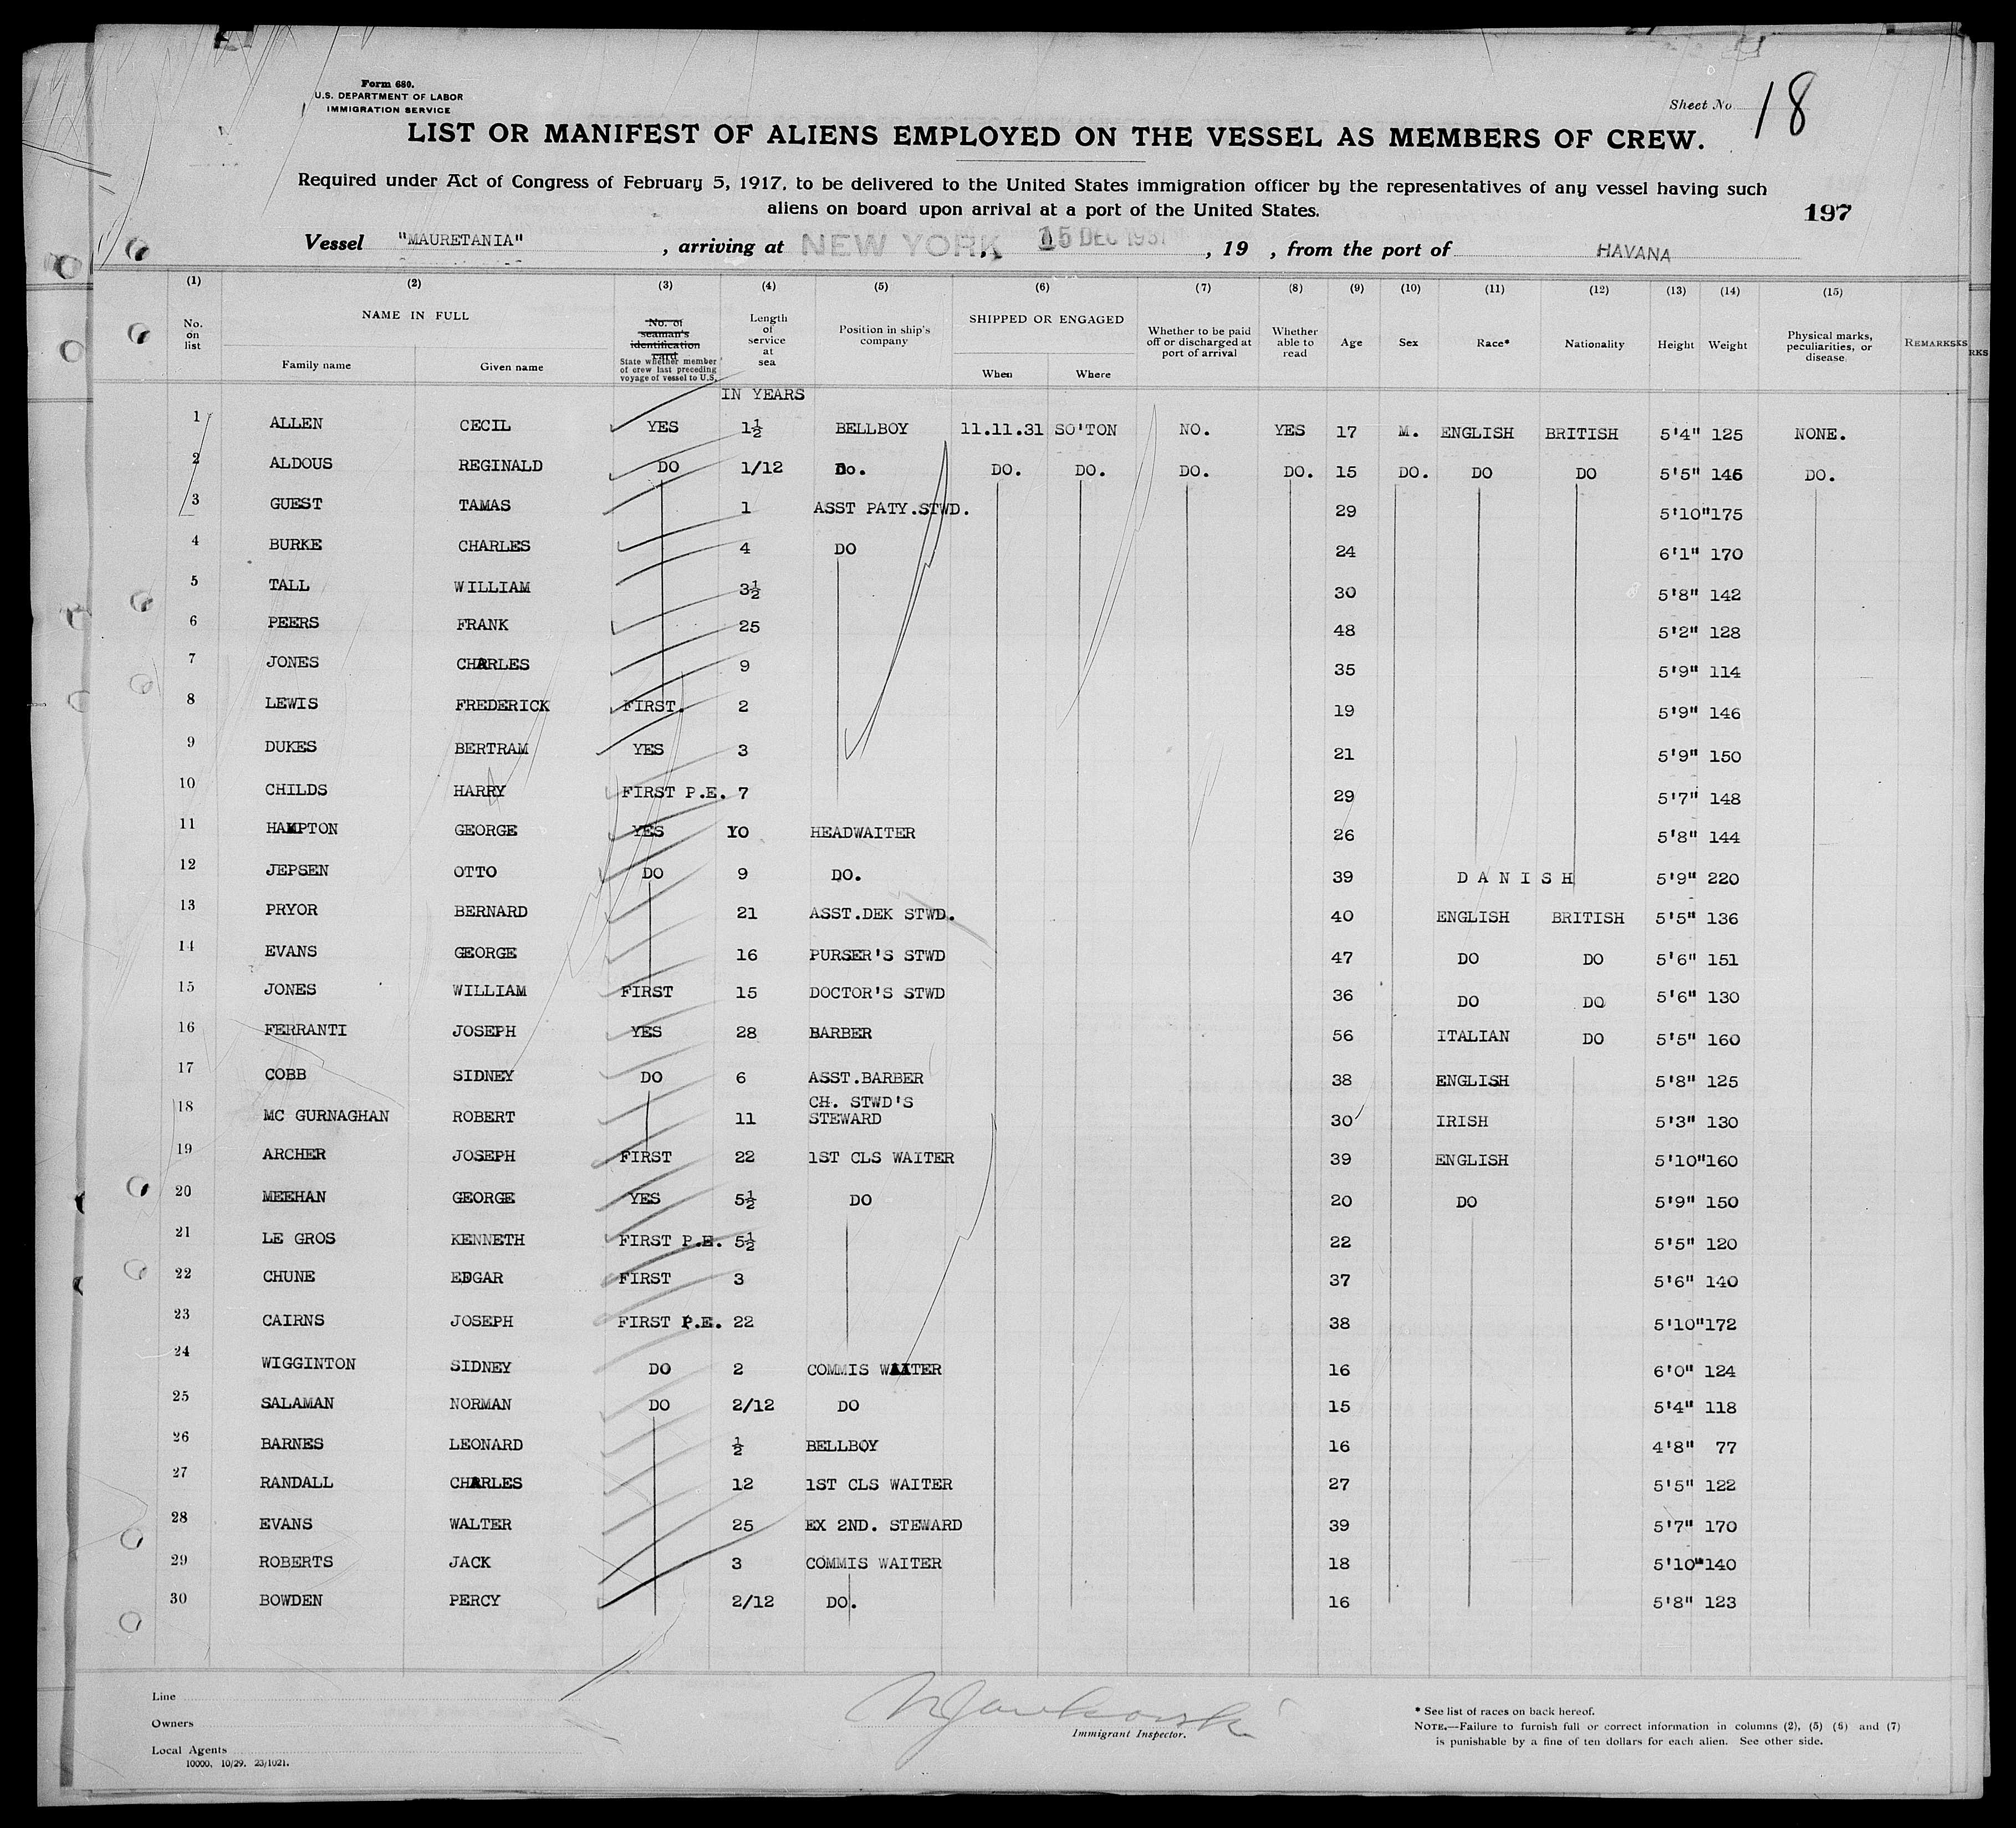 Form 680.
U.S. DEPARTMENT OF LABOR
IMMIGRATION SERVICE
Sheet No. 18
LIST OR MANIFEST OF ALIENS EMPLOYED ON THE VESSEL AS MEMBERS OF CREW.
Required under Act of Congress of February 5, 1917, to be delivered to the United States immigration officer by the representatives of any vessel having such
aliens on board upon arrival at a port of the United States.
197
Vessel "MAURETANIA", arriving at NEW YORK, 15 DEC 1931, 19 , from the port of HAVANA
(1) (2) (3) (4) (5) (6) (7) (8) (9) (10) (11) (12) (13) (14) (15)
No. on list NAME IN FULL Family name Given name No. of seaman's identification card State whether member of crew last preceding voyage of vessel to U.S. Length of service at sea Position in ship's company SHIPPED OR ENGAGED When Where Whether to be paid off or discharged at port of arrival Whether able to read Age Sex Race* Nationality Height Weight Physical marks, peculiarities, or disease REMARKS
IN YEARS
1 ALLEN CECIL YES 1½ BELLBOY 11.11.31 SO'TON NO. YES 17 M. ENGLISH BRITISH 5'4" 125 NONE.
2 ALDOUS REGINALD DO 1/12 Do. DO. DO. DO. DO. 15 DO. DO DO 5'5" 146 DO.
3 GUEST TAMAS 1 ASST PATY.STWD. 29 5'10" 175
4 BURKE CHARLES 4 DO 24 6'1" 170
5 TALL WILLIAM 3½ 30 5'8" 142
6 PEERS FRANK 25 48 5'2" 128
7 JONES CHARLES 9 35 5'9" 114
8 LEWIS FREDERICK FIRST. 2 19 5'9" 146
9 DUKES BERTRAM YES 3 21 5'9" 150
10 CHILDS HARRY FIRST P.E. 7 29 5'7" 148
11 HAMPTON GEORGE YES 10 HEADWAITER 26 5'8" 144
12 JEPSEN OTTO DO 9 DO. 39 DANISH 5'9" 220
13 PRYOR BERNARD 21 ASST.DEK STWD. 40 ENGLISH BRITISH 5'5" 136
14 EVANS GEORGE 16 PURSER'S STWD 47 DO DO 5'6" 151
15 JONES WILLIAM FIRST 15 DOCTOR'S STWD 36 DO DO 5'6" 130
16 FERRANTI JOSEPH YES 28 BARBER 56 ITALIAN DO 5'5" 160
17 COBB SIDNEY DO 6 ASST.BARBER 38 ENGLISH 5'8" 125
18 MC GURNAGHAN ROBERT 11 CH. STWD'S STEWARD 30 IRISH 5'3" 130
19 ARCHER JOSEPH FIRST 22 1ST CLS WAITER 39 ENGLISH 5'10" 160
20 MEEHAN GEORGE YES 5½ DO 20 DO 5'9" 150
21 LE GROS KENNETH FIRST P.E. 5½ 22 5'5" 120
22 CHUNE EDGAR FIRST 3 37 5'6" 140
23 CAIRNS JOSEPH FIRST P.E. 22 38 5'10" 172
24 WIGGINTON SIDNEY DO 2 COMMIS WAITER 16 6'0" 124
25 SALAMAN NORMAN DO 2/12 DO 15 5'4" 118
26 BARNES LEONARD ½ BELLBOY 16 4'8" 77
27 RANDALL CHARLES 12 1ST CLS WAITER 27 5'5" 122
28 EVANS WALTER 25 EX 2ND. STEWARD 39 5'7" 170
29 ROBERTS JACK 3 COMMIS WAITER 18 5'10" 140
30 BOWDEN PERCY 2/12 DO. 16 5'8" 123
Line
Owners
Local Agents
10000, 10/29. 23/1021.
Immigrant Inspector.
* See list of races on back hereof.
NOTE.—Failure to furnish full or correct information in columns (2), (5) (6) and (7)
is punishable by a fine of ten dollars for each alien. See other side.